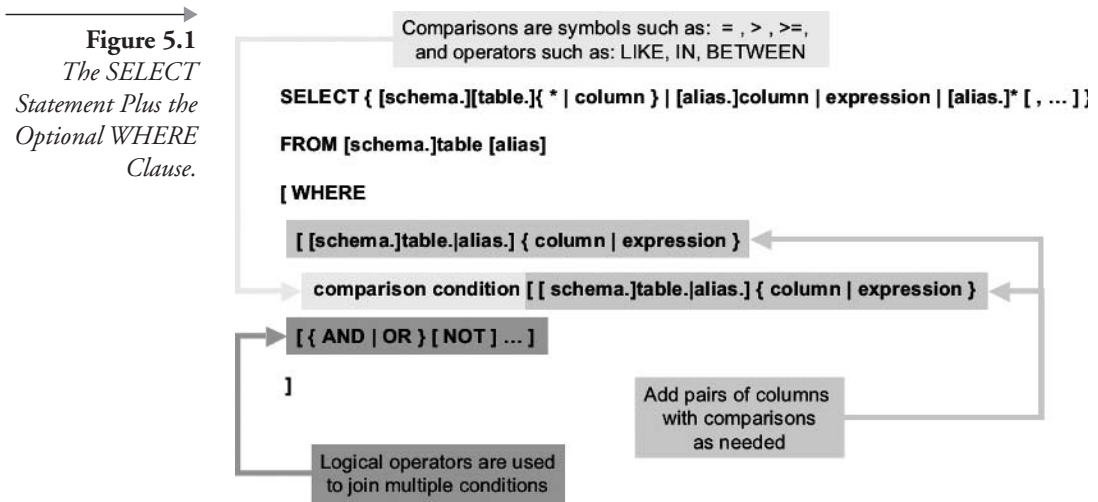 Figure 5.1
The SELECT
Statement Plus the
Optional WHERE
Clause.
Comparisons are symbols such as: = , > , >=,
and operators such as: LIKE, IN, BETWEEN
SELECT { [schema.][table.]{ * | column } | [alias.]column | expression | [alias.]* [ , ... ] }
FROM [schema.]table [alias]
[ WHERE
[ [schema.]table.|alias.] { column | expression }
comparison condition [ [ schema.]table.|alias.] { column | expression }
[ { AND | OR } [ NOT ] ... ]
]
Add pairs of columns
with comparisons
as needed
Logical operators are used
to join multiple conditions